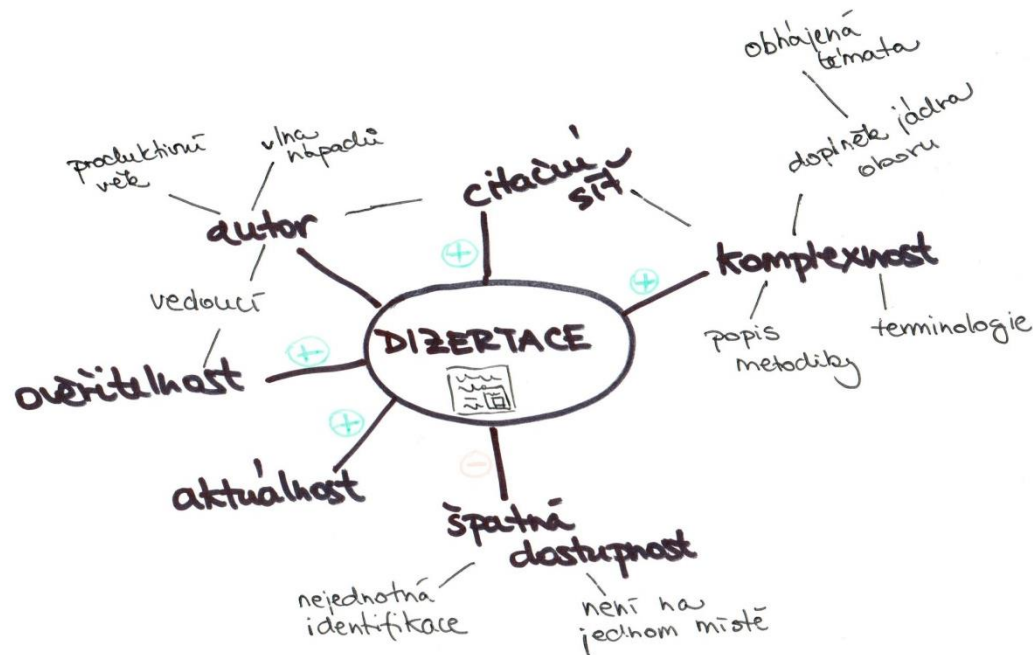 obhájená
témata
doplněk jádra
oboru
produktivní
věk
vlna
nápadů
citační
síť
autor
komplexnost
vedoucí
popis
metodiky
terminologie
DIZERTACE
ověřitelnost
aktuálnost
špatná
dostupnost
nejednotná
identifikace
není na
jednom místě